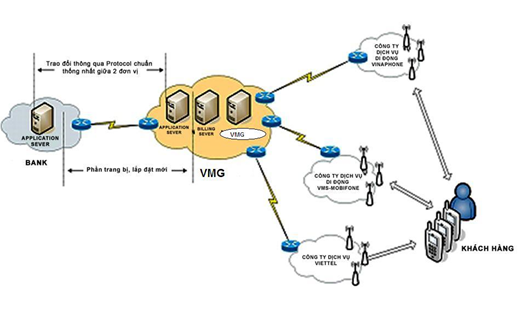 Trao đổi thông qua Protocol chuẩn
thống nhất giữa 2 đơn vị
APPLICATION
SEVER
BANK
Phần trang bị, lắp đặt mới
APPLICATION
SEVER
BILLING
SEVER
VMG
VMG
CÔNG TY
DỊCH VỤ
DI ĐỘNG
VINAPHONE
CÔNG TY DỊCH VỤ
DI ĐỘNG
VMS-MOBIFONE
CÔNG TY DỊCH VỤ
VIETTEL
KHÁCH HÀNG